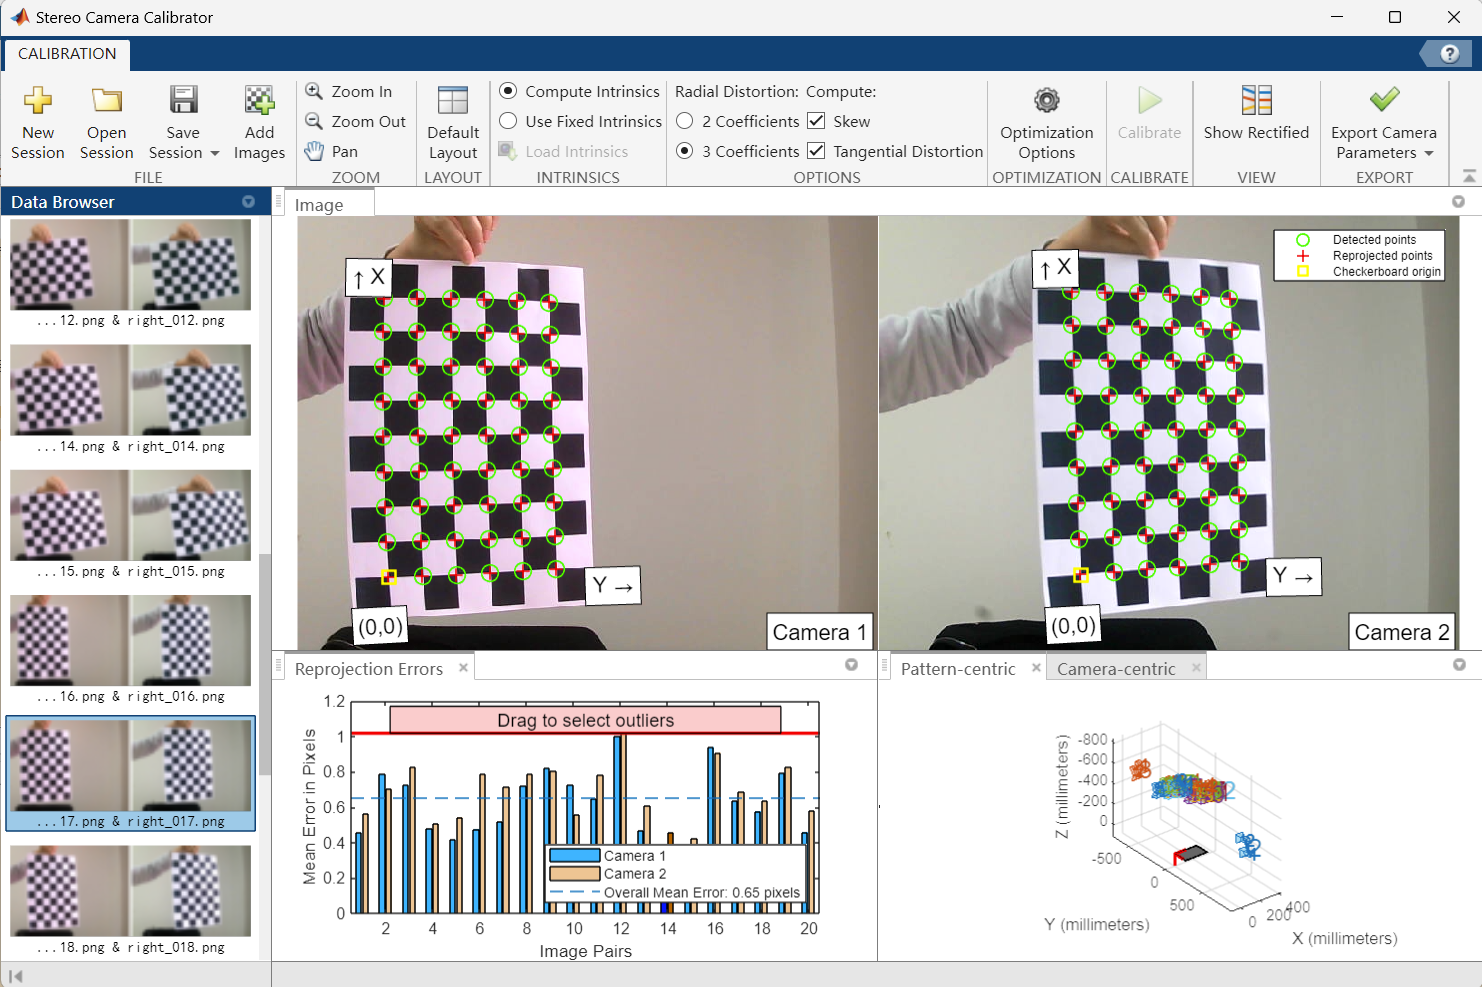 Stereo Camera Calibrator
CALIBRATION
?
New Session
Open Session
Save Session
Add Images
FILE
Zoom In
Zoom Out
Pan
ZOOM
Default Layout
LAYOUT
Compute Intrinsics
Use Fixed Intrinsics
Load Intrinsics
INTRINSICS
Radial Distortion: Compute:
2 Coefficients Skew
3 Coefficients Tangential Distortion
OPTIONS
Optimization Options
OPTIMIZATION
Calibrate
CALIBRATE
Show Rectified
VIEW
Export Camera Parameters
EXPORT
Data Browser
...12.png & right_012.png
...14.png & right_014.png
...15.png & right_015.png
...16.png & right_016.png
...17.png & right_017.png
...18.png & right_018.png
Image
↑ X
Y →
(0,0)
Camera 1
↑ X
Y →
(0,0)
Camera 2
Detected points
Reprojected points
Checkerboard origin
Reprojection Errors
Drag to select outliers
Mean Error in Pixels
1.2
1
0.8
0.6
0.4
0.2
0
Camera 1
Camera 2
Overall Mean Error: 0.65 pixels
2 4 6 8 10 12 14 16 18 20
Image Pairs
Pattern-centric
Camera-centric
Z (millimeters)
-800
-600
-400
-200
0
-500
0
500
Y (millimeters)
0
200
400
X (millimeters)